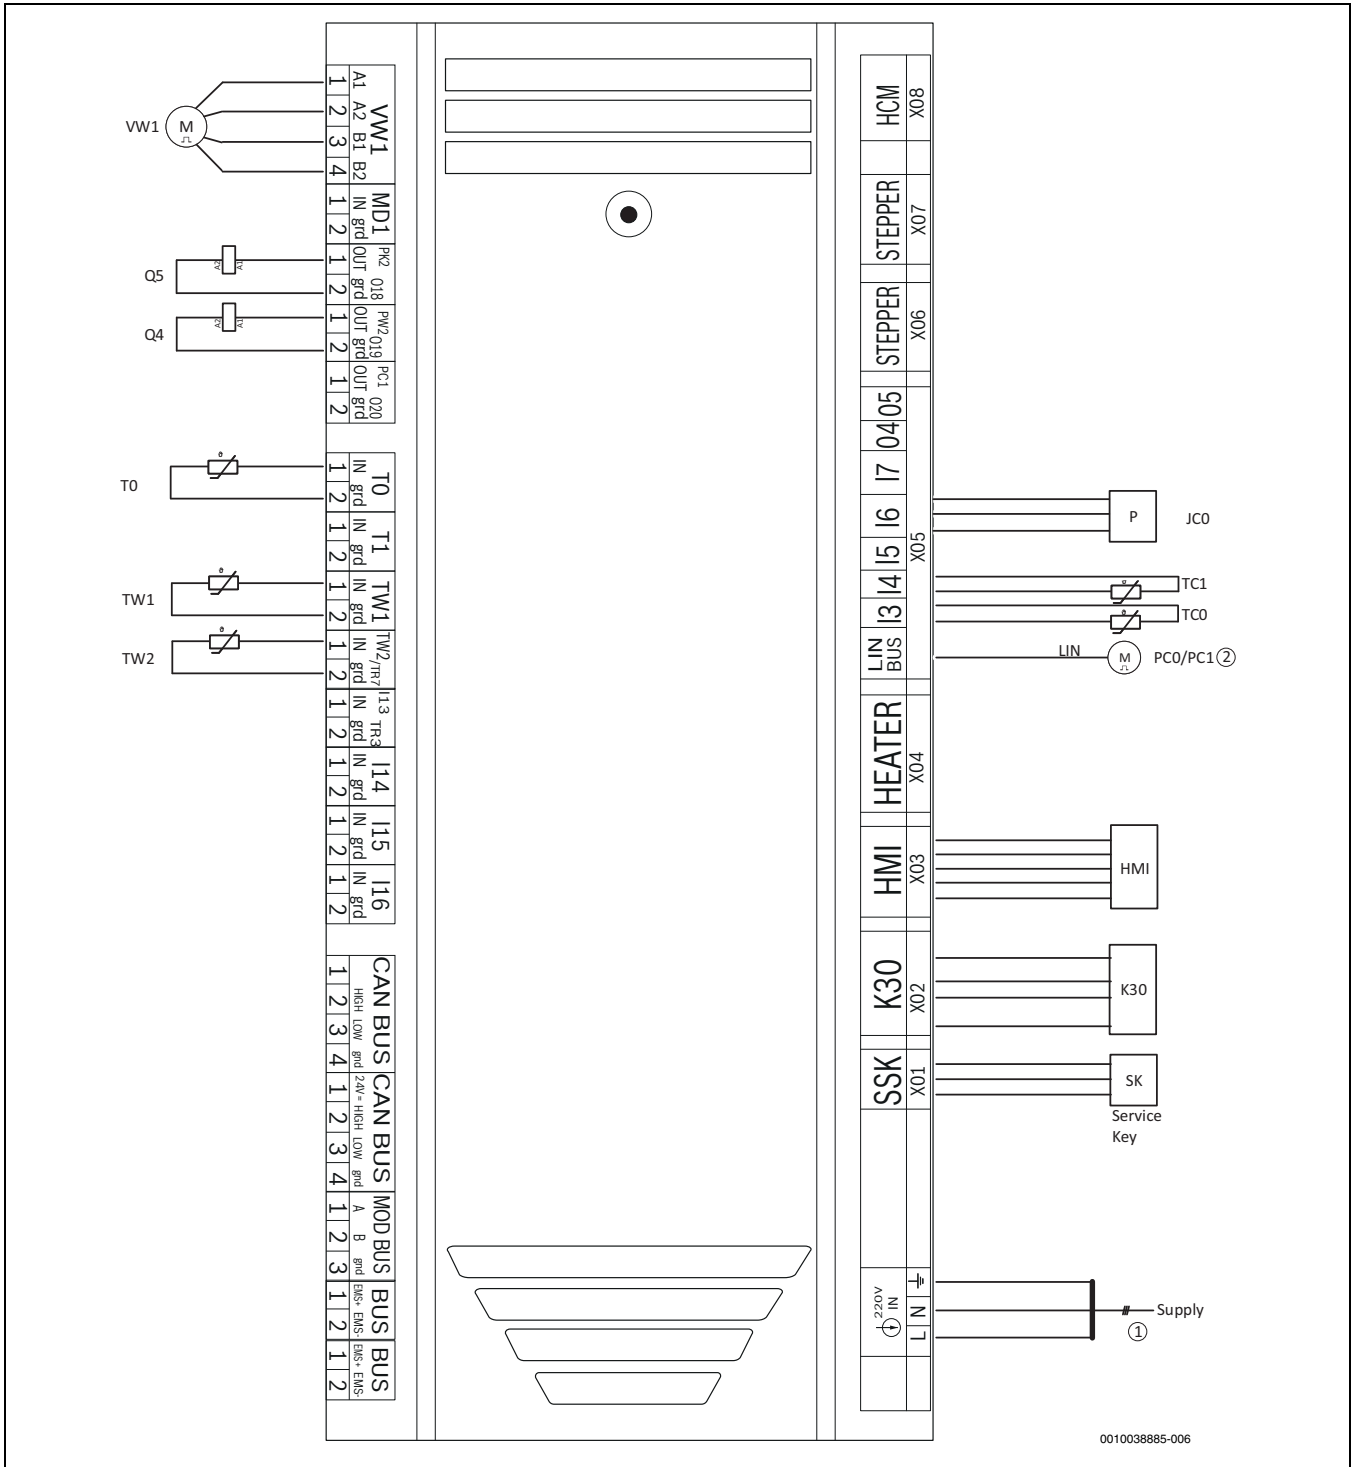 VW1
M
1 A1
2 A2
3 B1
4 B2
VW1
1 IN
2 grd
MD1
Q5
A2
A1
1 OUT
2 grd
PK2
O18
Q4
A2
A1
1 OUT
2 grd
PW2
O19
1 OUT
2 grd
PC1
O20
T0
ϑ
1 IN
2 grd
T0
1 IN
2 grd
T1
TW1
ϑ
1 IN
2 grd
TW1
TW2
ϑ
1 IN
2 grd
TW2/TR7
1 IN
2 grd
I13
TR3
1 IN
2 grd
I14
1 IN
2 grd
I15
1 IN
2 grd
I16
1
2 HIGH
3 LOW
4 gnd
CAN BUS
1 24V=
2 HIGH
3 LOW
4 gnd
CAN BUS
1 A
2 B
3 gnd
MOD BUS
1 EMS+
2 EMS-
BUS
1 EMS+
2 EMS-
BUS
HCM
X08
STEPPER
X07
STEPPER
X06
05
04
I7
I6
I5
I4
I3
LIN
BUS
X05
P
JC0
ϑ
TC1
ϑ
TC0
LIN
M
PC0/PC1 ②
HEATER
X04
HMI
X03
HMI
K30
X02
K30
SSK
X01
SK
Service
Key
220V
IN
N
L
Supply
①
0010038885-006